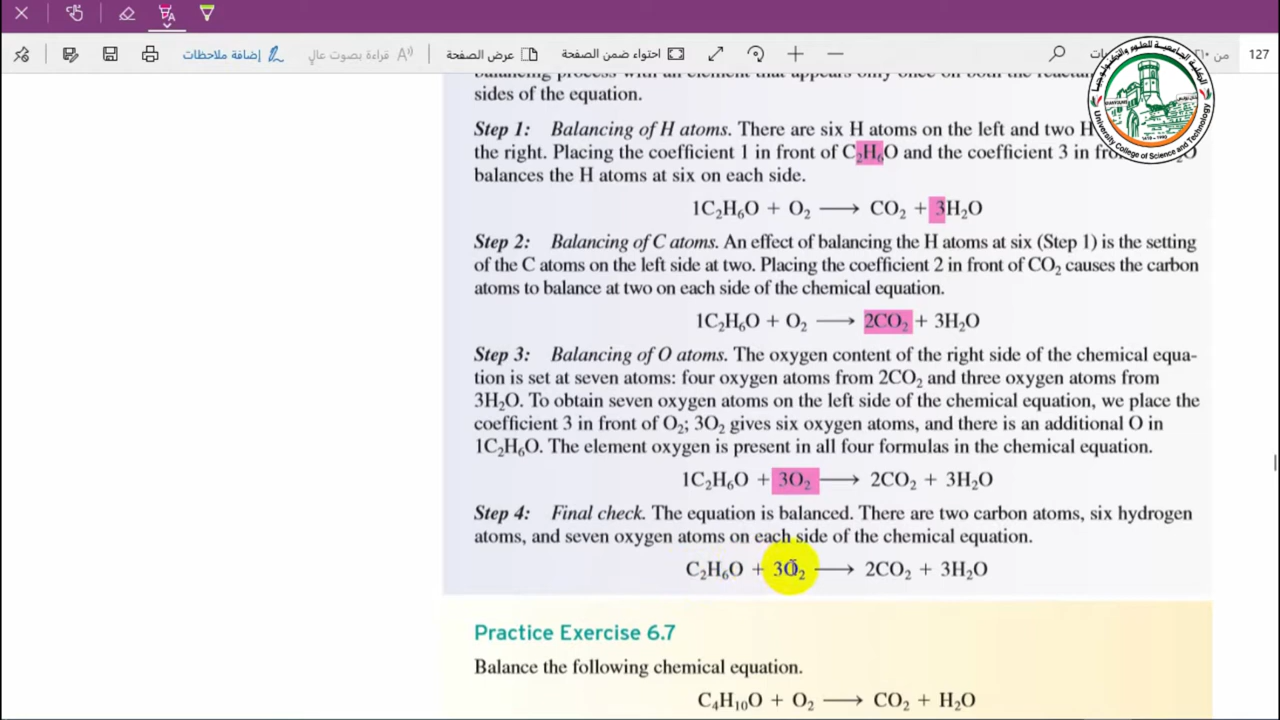 إضافة ملاحظات
قراءة بصوت عالٍ
عرض الصفحة
احتواء ضمن الصفحة
من
127
sides of the equation.
Step 1: Balancing of H atoms. There are six H atoms on the left and two H
the right. Placing the coefficient 1 in front of C₂H₆O and the coefficient 3 in
balances the H atoms at six on each side.
1C₂H₆O + O₂ ⟶ CO₂ + 3H₂O
Step 2: Balancing of C atoms. An effect of balancing the H atoms at six (Step 1) is the setting
of the C atoms on the left side at two. Placing the coefficient 2 in front of CO₂ causes the carbon
atoms to balance at two on each side of the chemical equation.
1C₂H₆O + O₂ ⟶ 2CO₂ + 3H₂O
Step 3: Balancing of O atoms. The oxygen content of the right side of the chemical equa-
tion is set at seven atoms: four oxygen atoms from 2CO₂ and three oxygen atoms from
3H₂O. To obtain seven oxygen atoms on the left side of the chemical equation, we place the
coefficient 3 in front of O₂; 3O₂ gives six oxygen atoms, and there is an additional O in
1C₂H₆O. The element oxygen is present in all four formulas in the chemical equation.
1C₂H₆O + 3O₂ ⟶ 2CO₂ + 3H₂O
Step 4: Final check. The equation is balanced. There are two carbon atoms, six hydrogen
atoms, and seven oxygen atoms on each side of the chemical equation.
C₂H₆O + 3O₂ ⟶ 2CO₂ + 3H₂O
Practice Exercise 6.7
Balance the following chemical equation.
C₄H₁₀O + O₂ ⟶ CO₂ + H₂O
University College of Science and Technology